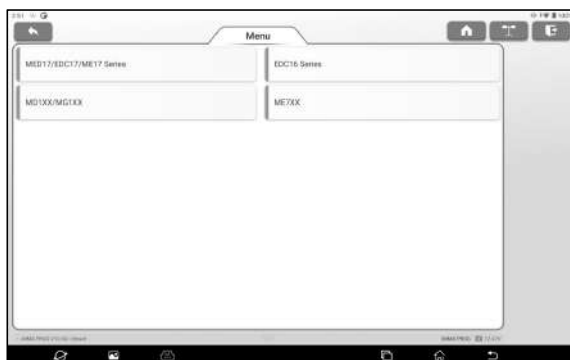 Menu
MED17/EDC17/ME17 Series
EDC16 Series
MD1XX/MG1XX
ME7XX